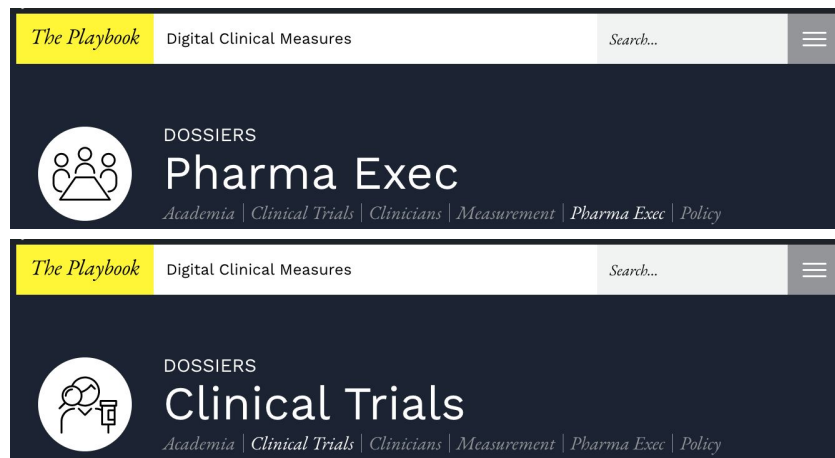 The Playbook Digital Clinical Measures Search...
DOSSIERS
Pharma Exec
Academia | Clinical Trials | Clinicians | Measurement | Pharma Exec | Policy
The Playbook Digital Clinical Measures Search...
DOSSIERS
Clinical Trials
Academia | Clinical Trials | Clinicians | Measurement | Pharma Exec | Policy